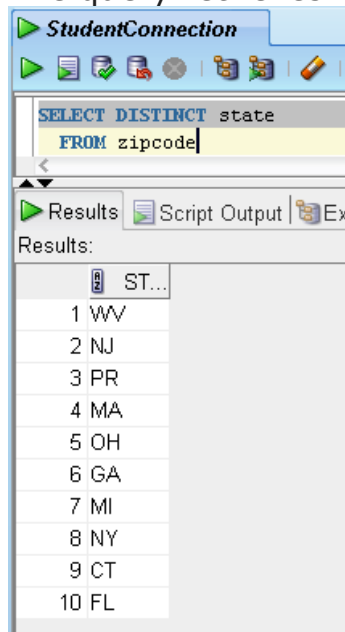 StudentConnection
SELECT DISTINCT state
FROM zipcode
Results Script Output Ex
Results:
ST...
1 WV
2 NJ
3 PR
4 MA
5 OH
6 GA
7 MI
8 NY
9 CT
10 FL